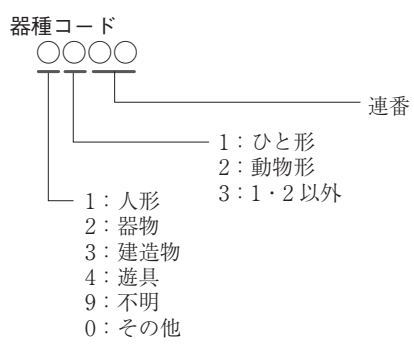 器種コード
○○○○
連番
1：ひと形
2：動物形
3：1・2以外
1：人形
2：器物
3：建造物
4：遊具
9：不明
0：その他